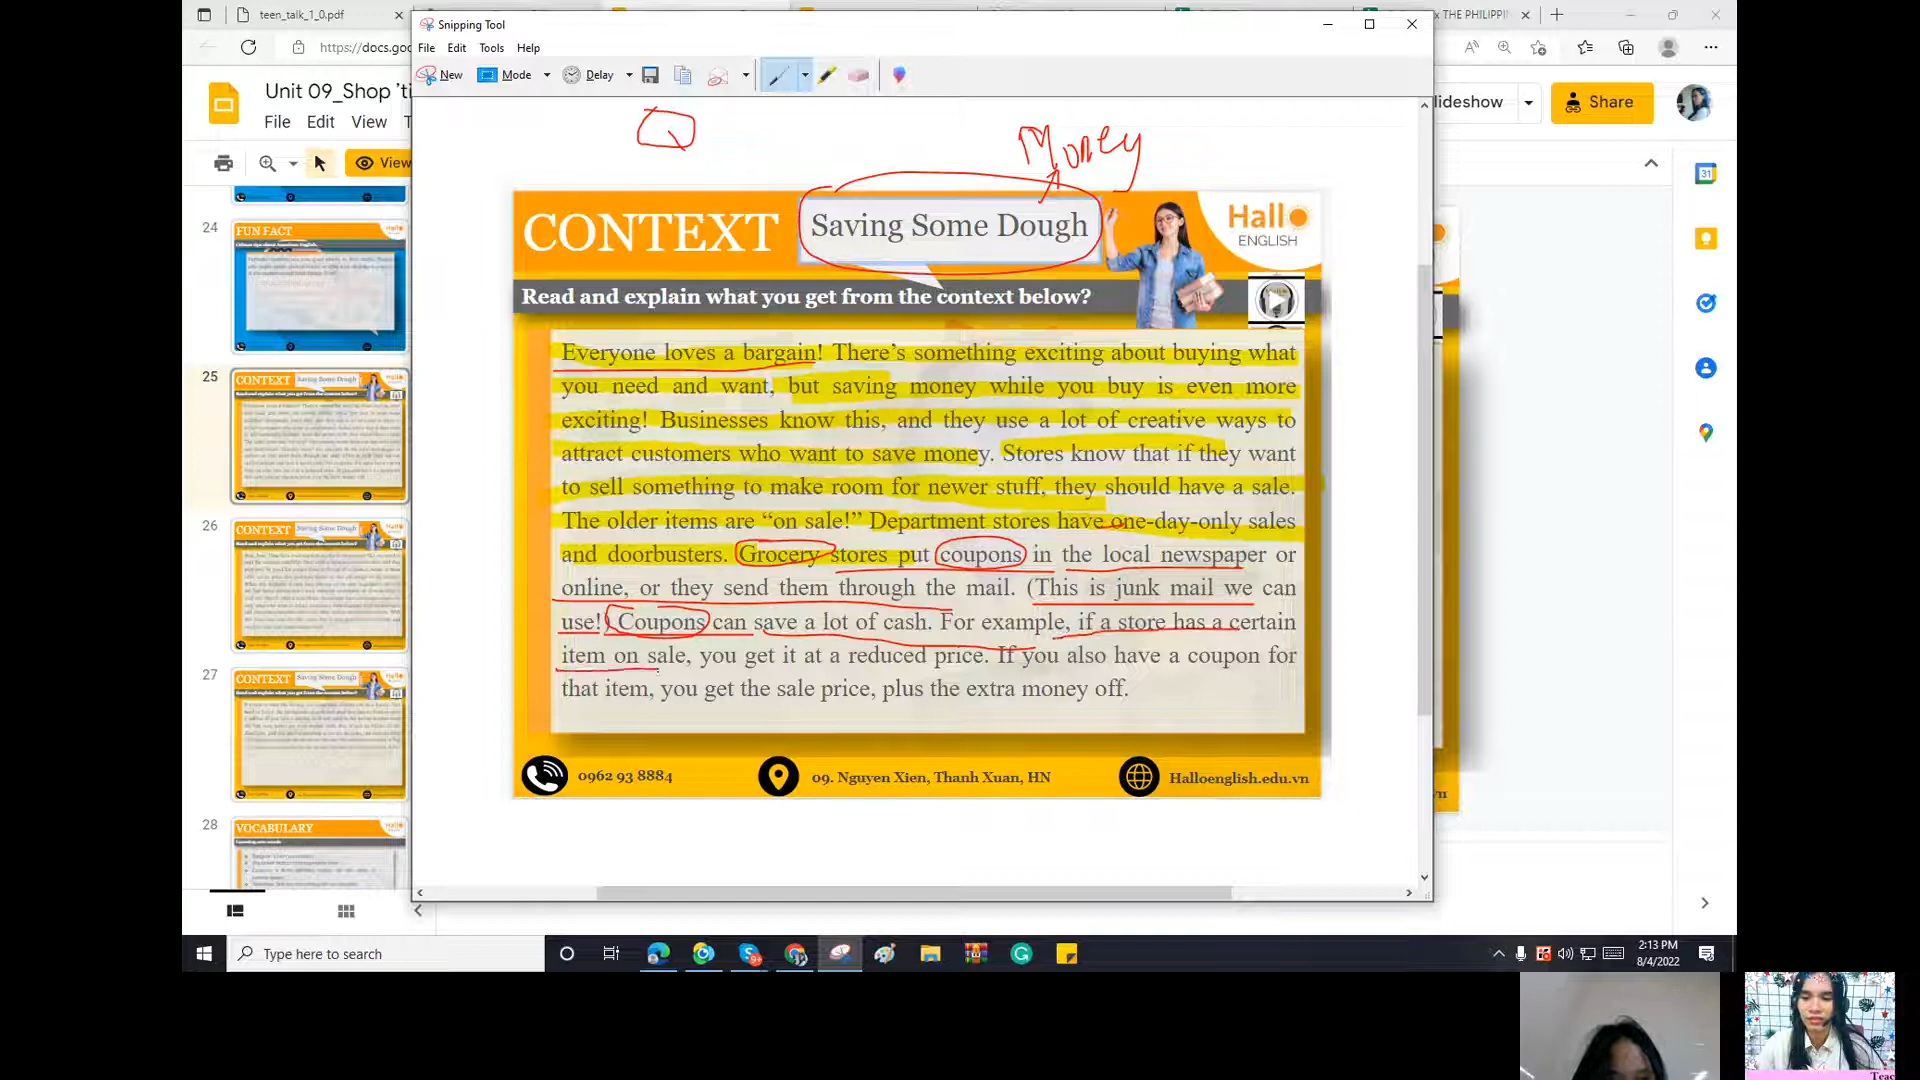 teen_talk_1_0.pdf
Snipping Tool
THE PHILIPPI
https://docs.goo
File Edit Tools Help
New Mode Delay
Unit 09_Shop 'ti
File Edit View T
lideshow
Share
View
Money
CONTEXT
Saving Some Dough
Hallo
ENGLISH
Read and explain what you get from the context below?
Everyone loves a bargain! There's something exciting about buying what
you need and want, but saving money while you buy is even more
exciting! Businesses know this, and they use a lot of creative ways to
attract customers who want to save money. Stores know that if they want
to sell something to make room for newer stuff, they should have a sale.
The older items are “on sale!” Department stores have one-day-only sales
and doorbusters. Grocery stores put coupons in the local newspaper or
online, or they send them through the mail. (This is junk mail we can
use!) Coupons can save a lot of cash. For example, if a store has a certain
item on sale, you get it at a reduced price. If you also have a coupon for
that item, you get the sale price, plus the extra money off.
0962 93 8884
09. Nguyen Xien, Thanh Xuan, HN
Halloenglish.edu.vn
24
FUN FACT
25
CONTEXT Saving Some Dough
26
CONTEXT Saving Some Dough
27
CONTEXT Saving Some Dough
28
VOCABULARY
Type here to search
2:13 PM
8/4/2022
Teac